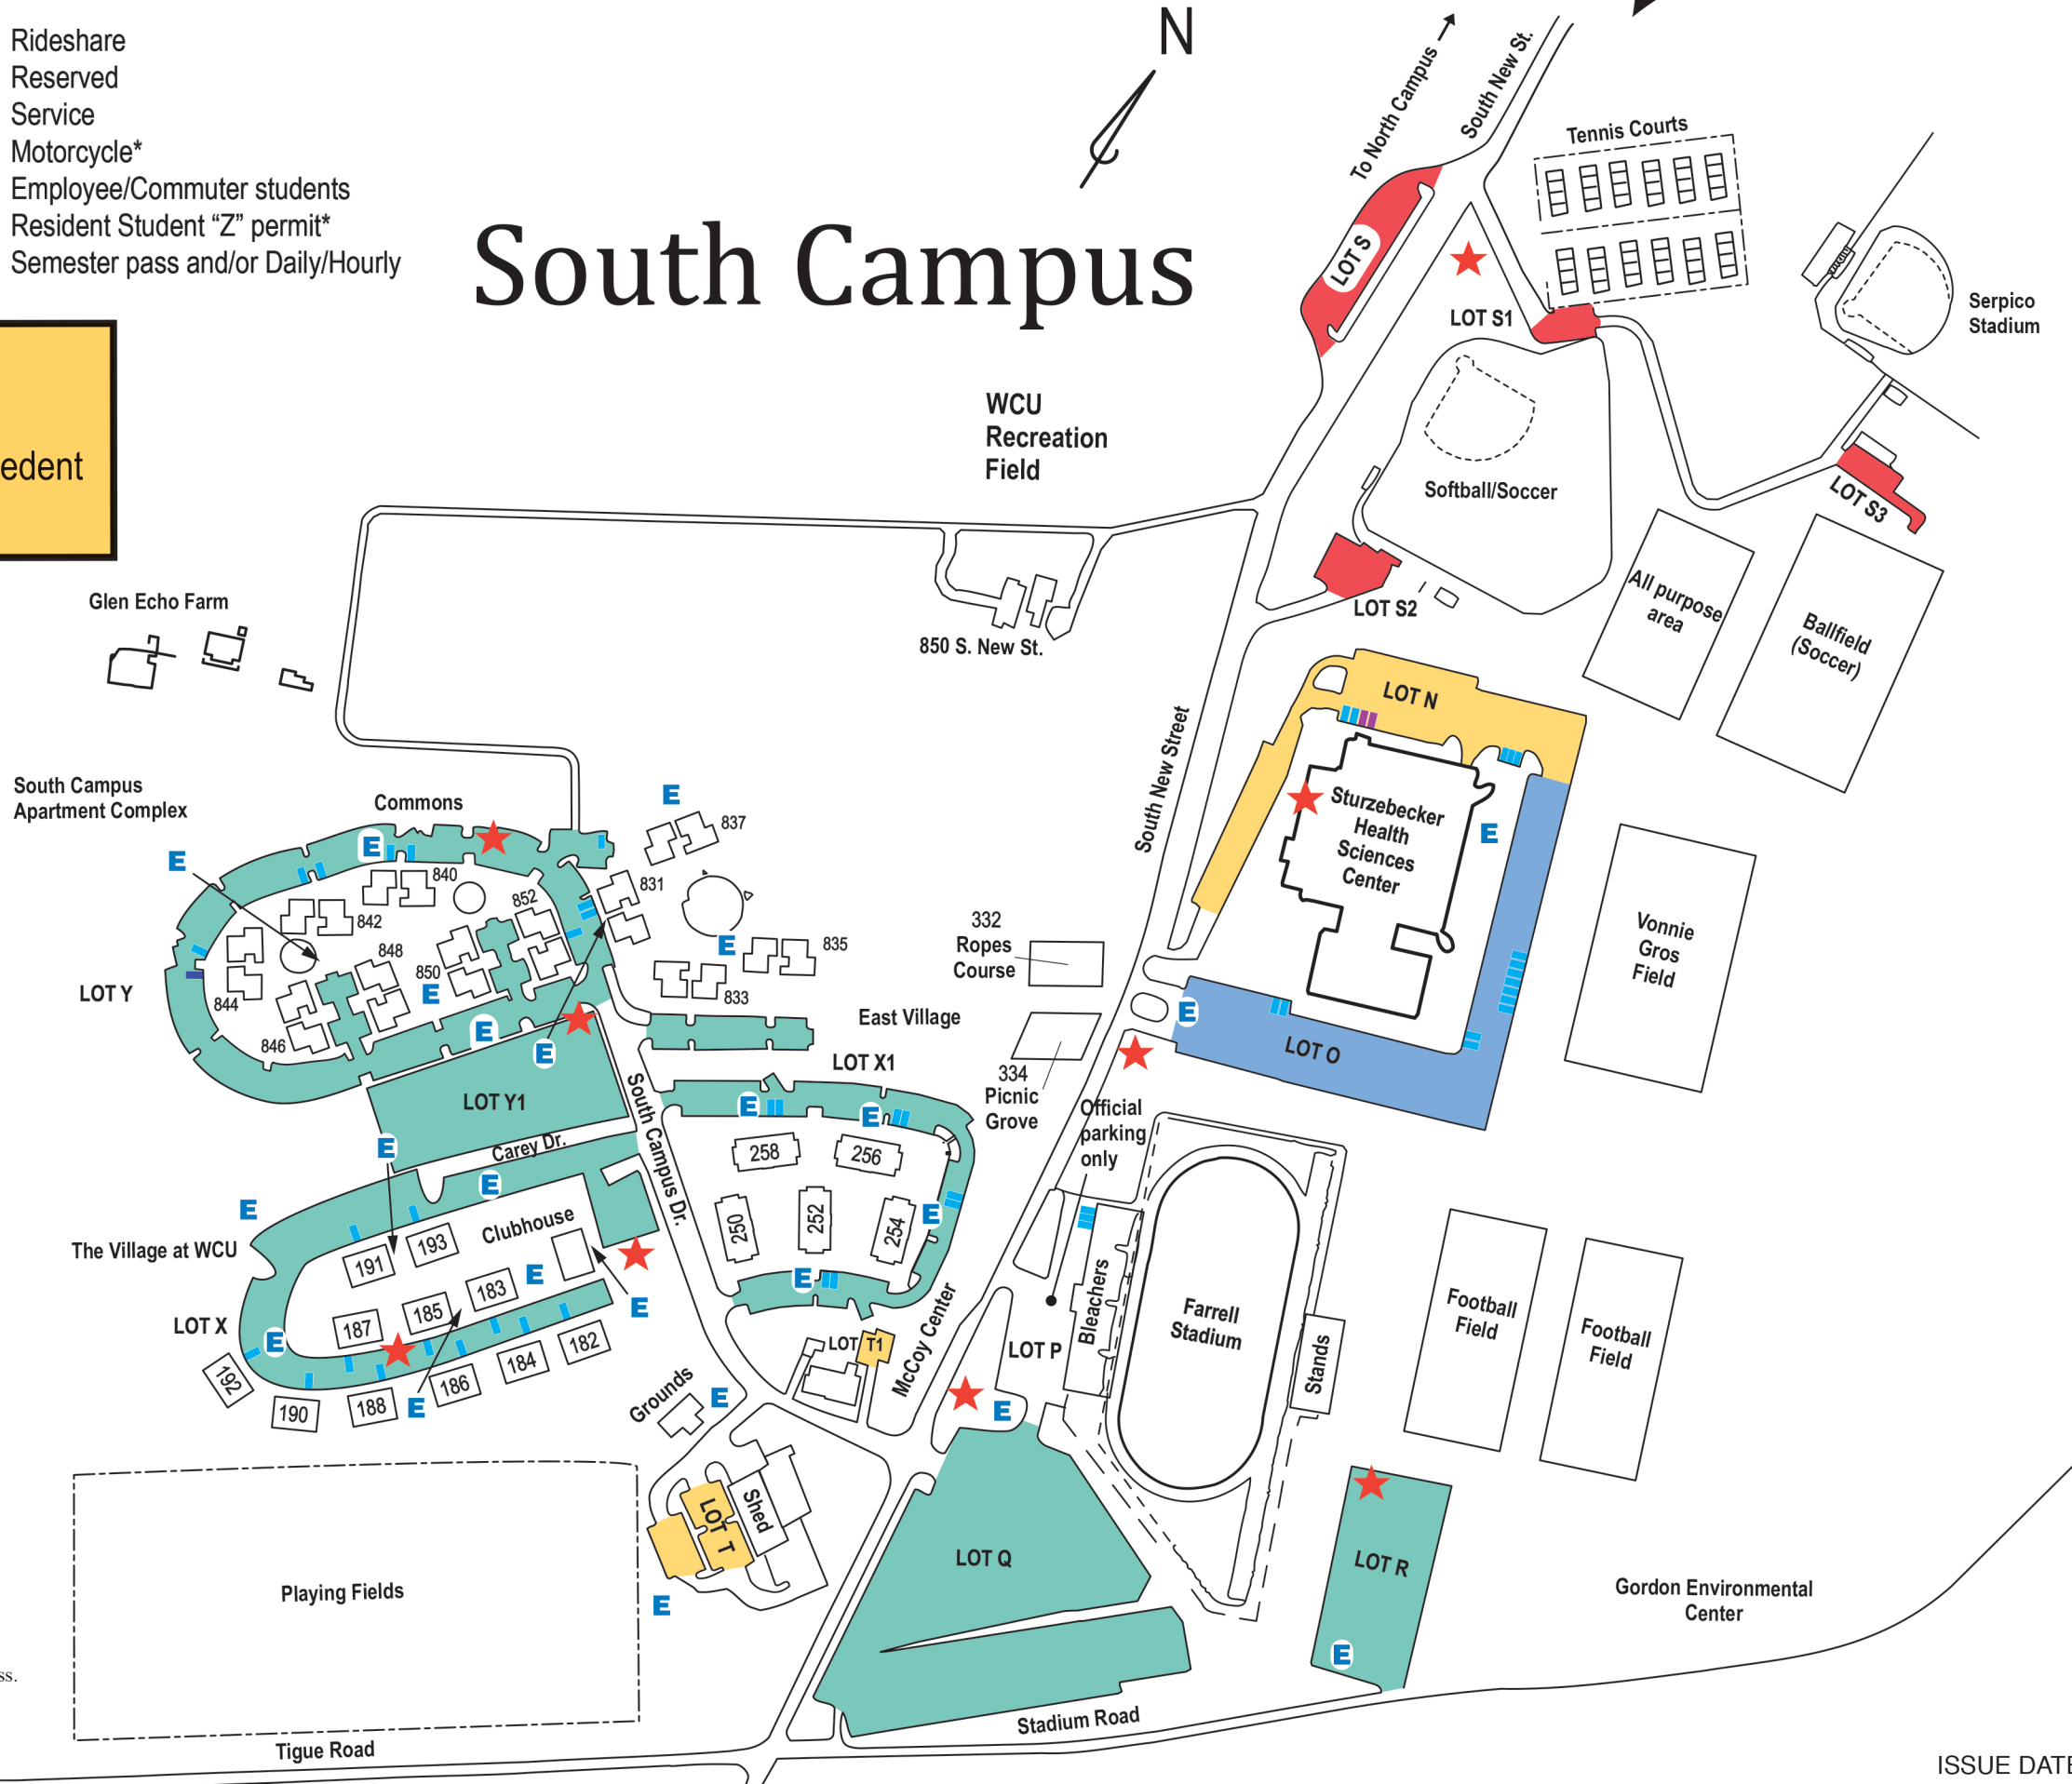 Rideshare
Reserved
Service
Motorcycle*
Employee/Commuter students
Resident Student “Z” permit*
Semester pass and/or Daily/Hourly
edent
N
South Campus
To North Campus
South New St.
Tennis Courts
LOT S
LOT S1
Serpico
Stadium
WCU
Recreation
Field
Softball/Soccer
LOT S3
LOT S2
All purpose
area
Ballfield
(Soccer)
Glen Echo Farm
850 S. New St.
LOT N
South New Street
Sturzebecker
Health
Sciences
Center
E
Vonnie
Gros
Field
E
LOT O
South Campus
Apartment Complex
Commons
E
E
E
837
840
842
852
831
848
850
E
844
846
E
835
833
LOT Y
E
E
332
Ropes
Course
East Village
LOT X1
334
Picnic
Grove
Official
parking
only
LOT Y1
South Campus Dr.
E
E
E
Carey Dr.
258
256
250
252
254
E
E
E
E
The Village at WCU
Clubhouse
191
193
183
185
187
E
E
LOT X
E
192
190
188
186
184
182
E
LOT
T1
McCoy Center
LOT P
Bleachers
Farrell
Stadium
Stands
Football
Field
Football
Field
Grounds
E
E
LOT T
Shed
E
Playing Fields
LOT Q
LOT R
E
Gordon Environmental
Center
ss.
Stadium Road
Tigue Road
ISSUE DATE